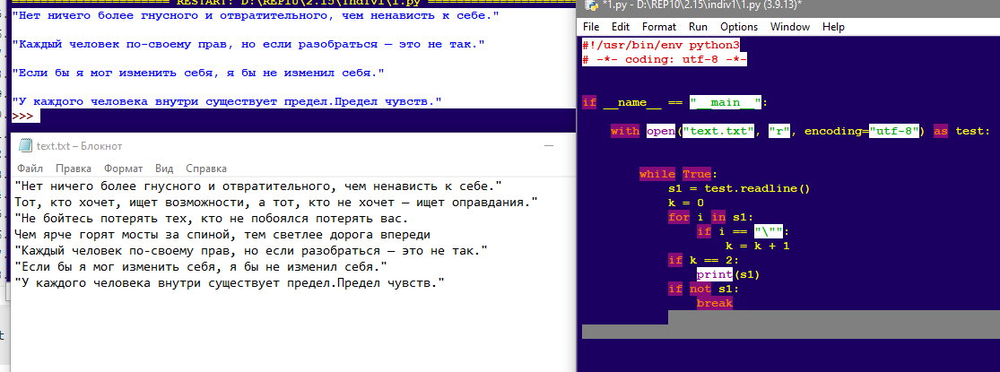 RESTART: D:\REP10\2.15\indiv1\1.py
"Нет ничего более гнусного и отвратительного, чем ненависть к себе."
"Каждый человек по-своему прав, но если разобраться — это не так."
"Если бы я мог изменить себя, я бы не изменил себя."
"У каждого человека внутри существует предел.Предел чувств."
>>>
text.txt – Блокнот
Файл Правка Формат Вид Справка
"Нет ничего более гнусного и отвратительного, чем ненависть к себе."
Тот, кто хочет, ищет возможности, а тот, кто не хочет — ищет оправдания."
"Не бойтесь потерять тех, кто не побоялся потерять вас.
Чем ярче горят мосты за спиной, тем светлее дорога впереди
"Каждый человек по-своему прав, но если разобраться — это не так."
"Если бы я мог изменить себя, я бы не изменил себя."
"У каждого человека внутри существует предел.Предел чувств."
*1.py - D:\REP10\2.15\indiv1\1.py (3.9.13)*
File Edit Format Run Options Window Help
#!/usr/bin/env python3
# -*- coding: utf-8 -*-
if __name__ == "__main__":
with open("text.txt", "r", encoding="utf-8") as test:
while True:
s1 = test.readline()
k = 0
for i in s1:
if i == "\"":
k = k + 1
if k == 2:
print(s1)
if not s1:
break